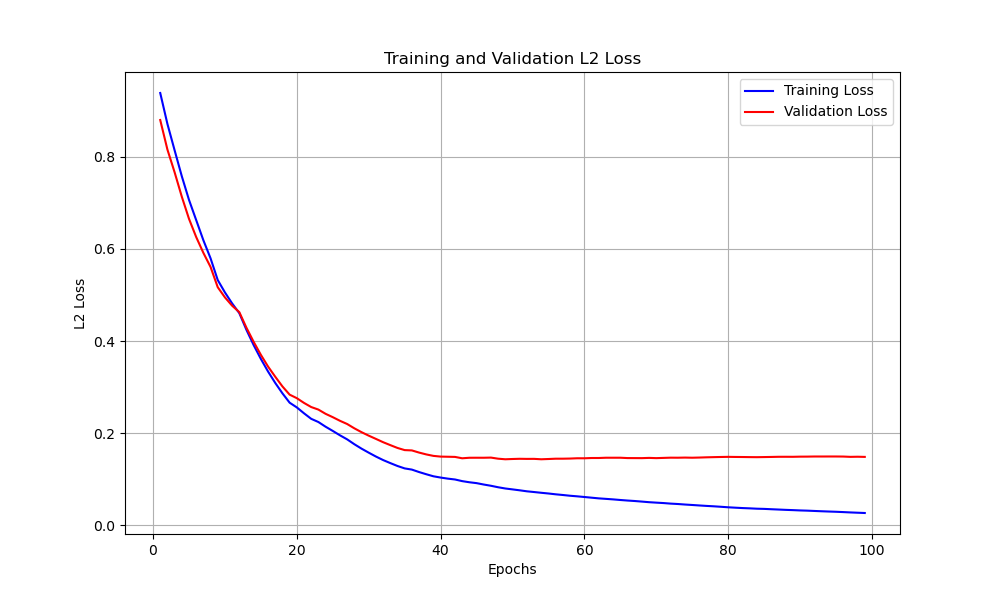 Training and Validation L2 Loss
Training Loss
Validation Loss
0.8
0.6
0.4
0.2
0.0
L2 Loss
0 20 40 60 80 100
Epochs